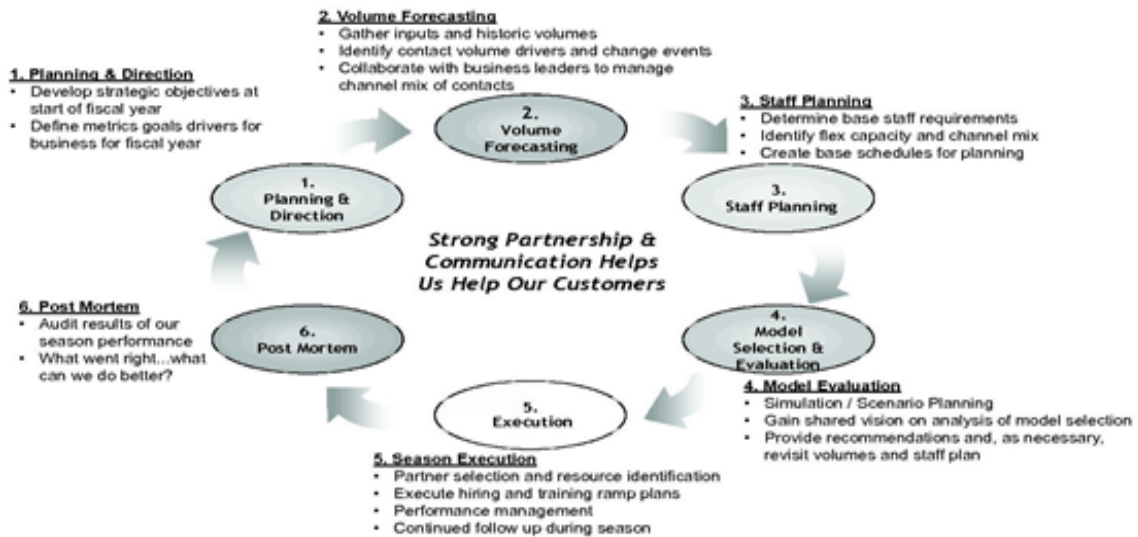 2. Volume Forecasting
• Gather inputs and historic volumes
• Identify contact volume drivers and change events
• Collaborate with business leaders to manage
channel mix of contacts
1. Planning & Direction
• Develop strategic objectives at
start of fiscal year
• Define metrics goals drivers for
business for fiscal year
3. Staff Planning
• Determine base staff requirements
• Identify flex capacity and channel mix
• Create base schedules for planning
2.
Volume
Forecasting
1.
Planning &
Direction
3.
Staff Planning
Strong Partnership &
Communication Helps
Us Help Our Customers
6. Post Mortem
• Audit results of our
season performance
• What went right...what
can we do better?
6.
Post Mortem
4.
Model
Selection &
Evaluation
4. Model Evaluation
• Simulation / Scenario Planning
• Gain shared vision on analysis of model selection
• Provide recommendations and, as necessary,
revisit volumes and staff plan
5.
Execution
5. Season Execution
• Partner selection and resource identification
• Execute hiring and training ramp plans
• Performance management
• Continued follow up during season